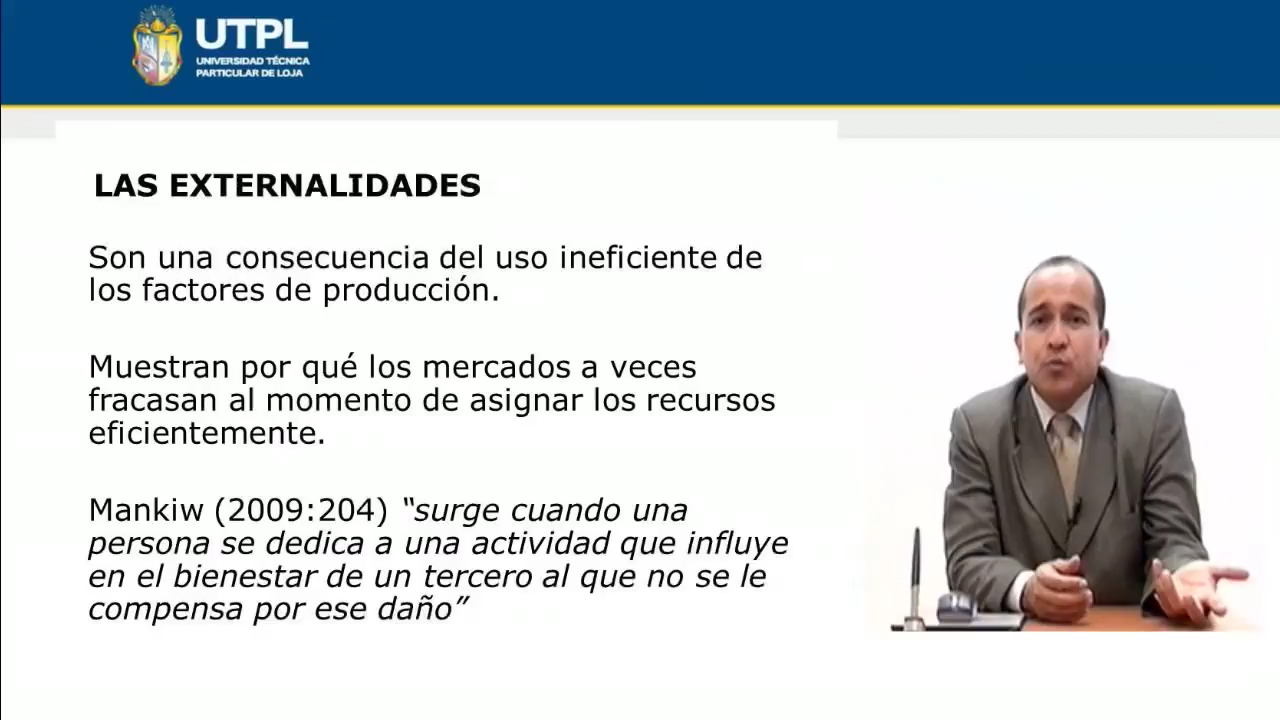 UTPL
UNIVERSIDAD TÉCNICA
PARTICULAR DE LOJA
LAS EXTERNALIDADES
Son una consecuencia del uso ineficiente de
los factores de producción.
Muestran por qué los mercados a veces
fracasan al momento de asignar los recursos
eficientemente.
Mankiw (2009:204) “surge cuando una
persona se dedica a una actividad que influye
en el bienestar de un tercero al que no se le
compensa por ese daño”